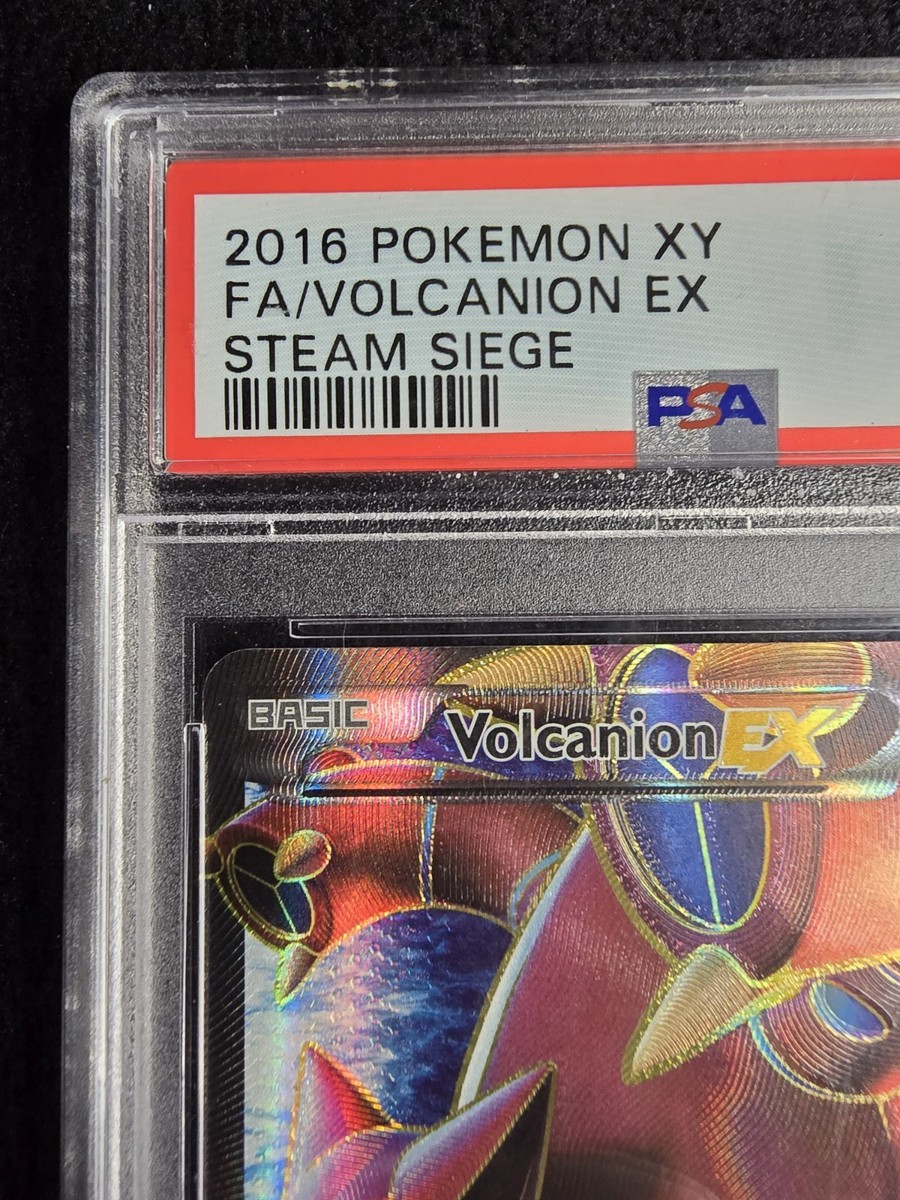 2016 POKEMON XY
FA/VOLCANION EX
STEAM SIEGE
PSA
BASIC
Volcanion EX